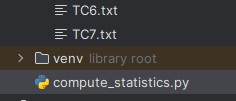 TC6.txt
TC7.txt
venv library root
compute_statistics.py